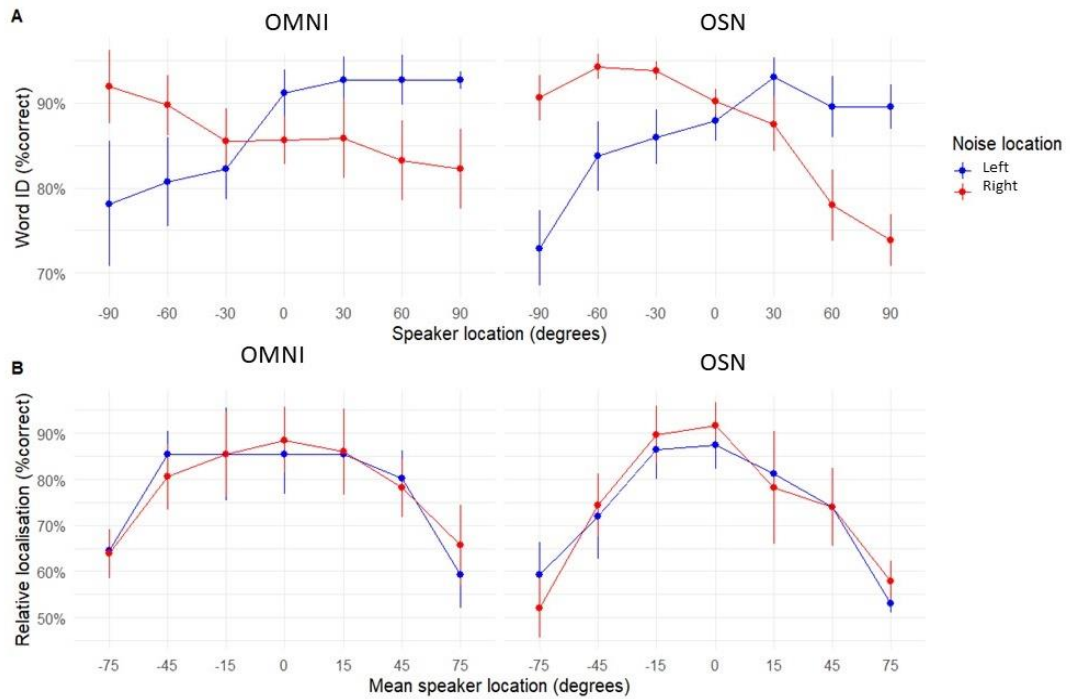 A
OMNI
OSN
Word ID (%correct)
90%
80%
70%
-90 -60 -30 0 30 60 90
-90 -60 -30 0 30 60 90
Speaker location (degrees)
Noise location
Left
Right
B
OMNI
OSN
Relative localisation (%correct)
90%
80%
70%
60%
50%
-75 -45 -15 0 15 45 75
-75 -45 -15 0 15 45 75
Mean speaker location (degrees)